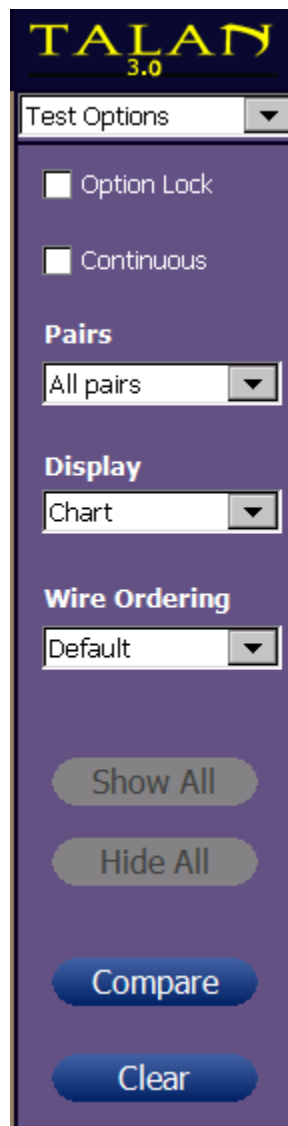 TALAN
3.0
Test Options
Option Lock
Continuous
Pairs
All pairs
Display
Chart
Wire Ordering
Default
Show All
Hide All
Compare
Clear